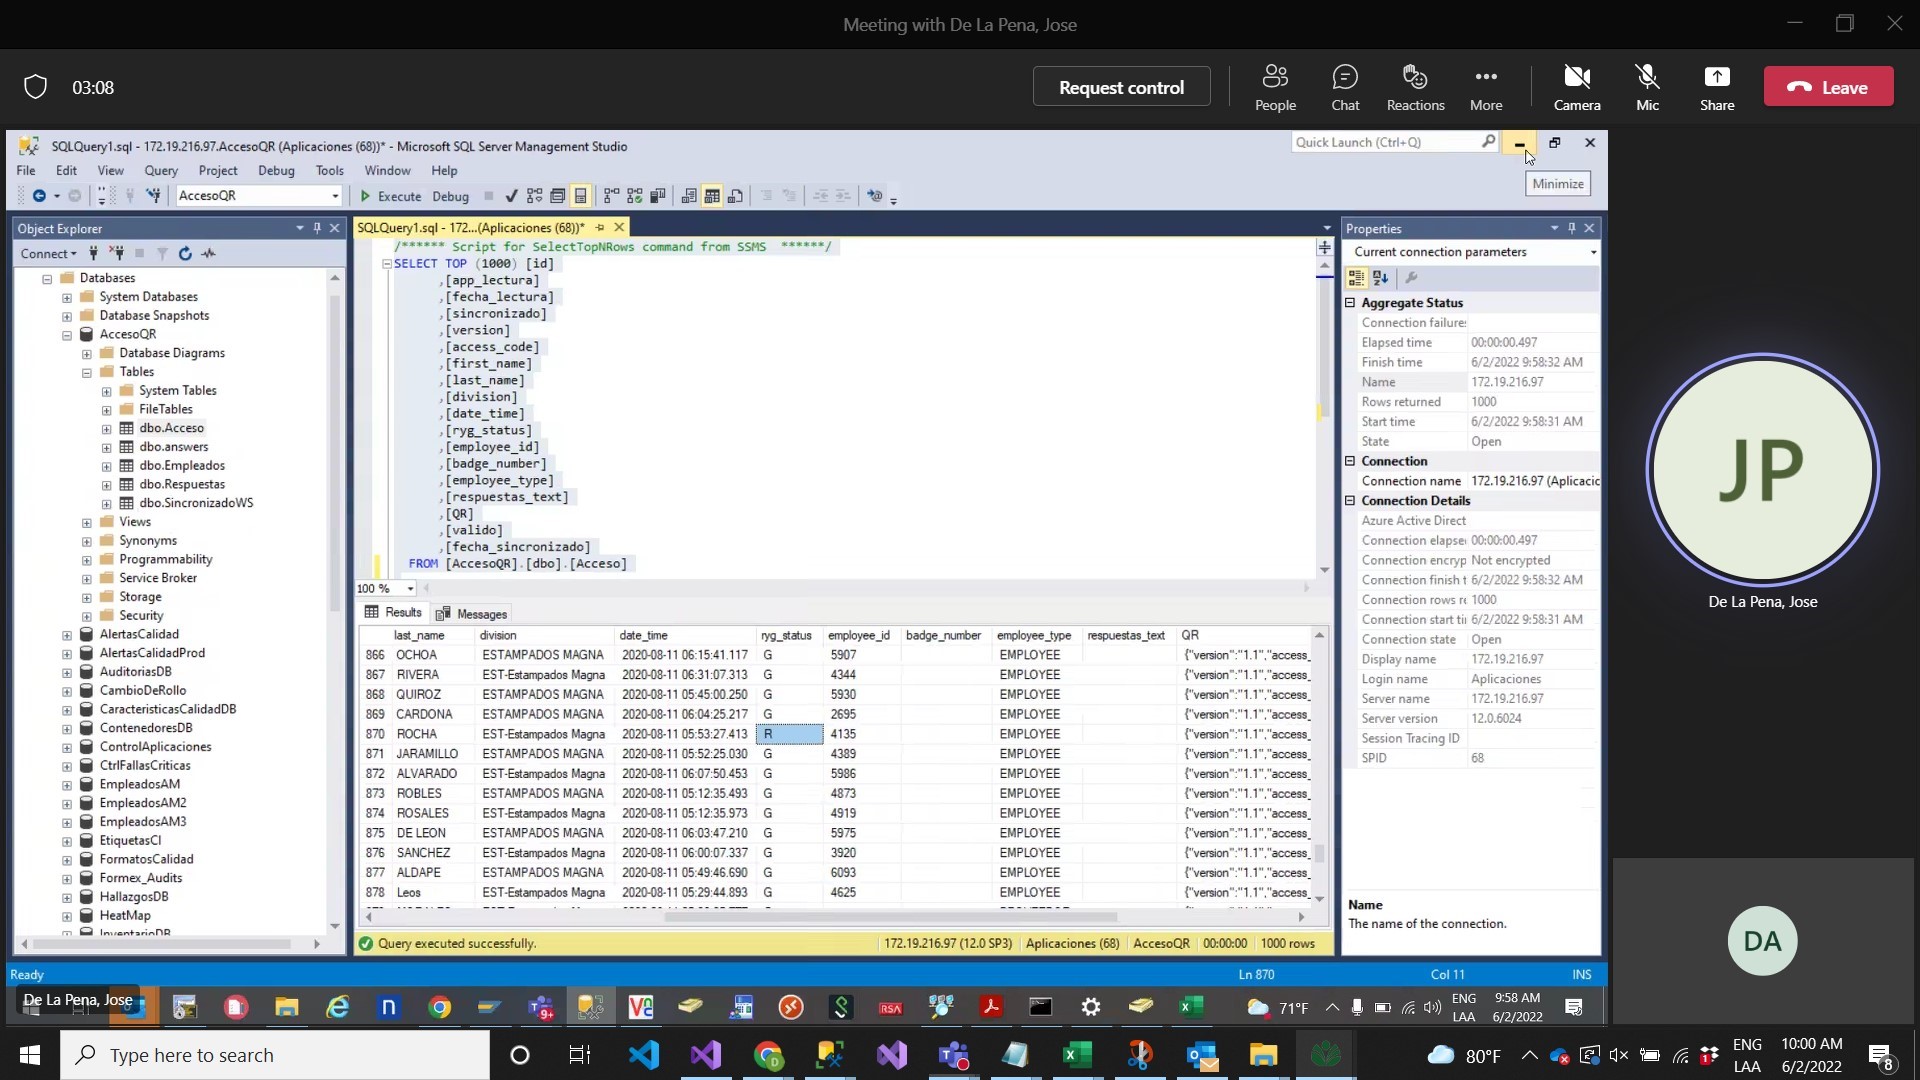 Meeting with De La Pena, Jose
03:08
Request control
People
Chat
Reactions
More
Camera
Mic
Share
Leave
SQLQuery1.sql - 172.19.216.97.AccesoQR (Aplicaciones (68))* - Microsoft SQL Server Management Studio
Quick Launch (Ctrl+Q)
File Edit View Query Project Debug Tools Window Help
Minimize
AccesoQR
Execute Debug
Object Explorer
Connect
Databases
System Databases
Database Snapshots
AccesoQR
Database Diagrams
Tables
System Tables
FileTables
dbo.Acceso
dbo.answers
dbo.Empleados
dbo.Respuestas
dbo.SincronizadoWS
Views
Synonyms
Programmability
Service Broker
Storage
Security
AlertasCalidad
AlertasCalidadProd
AuditoriasDB
CambioDeRollo
CaracteristicasCalidadDB
ContenedoresDB
ControlAplicaciones
CtrlFallasCriticas
EmpleadosAM
EmpleadosAM2
EmpleadosAM3
EtiquetasCI
FormatosCalidad
Formex_Audits
HallazgosDB
HeatMap
InventarioDB
SQLQuery1.sql - 172...(Aplicaciones (68))*
/****** Script for SelectTopNRows command from SSMS ******/
SELECT TOP (1000) [id]
,[app_lectura]
,[fecha_lectura]
,[sincronizado]
,[version]
,[access_code]
,[first_name]
,[last_name]
,[division]
,[date_time]
,[ryg_status]
,[employee_id]
,[badge_number]
,[employee_type]
,[respuestas_text]
,[QR]
,[valido]
,[fecha_sincronizado]
FROM [AccesoQR].[dbo].[Acceso]
100 %
Results
Messages
last_name division date_time ryg_status employee_id badge_number employee_type respuestas_text QR
866 OCHOA ESTAMPADOS MAGNA 2020-08-11 06:15:41.117 G 5907 EMPLOYEE {"version":"1.1","access_
867 RIVERA EST-Estampados Magna 2020-08-11 06:31:07.313 G 4344 EMPLOYEE {"version":"1.1","access_
868 QUIROZ ESTAMPADOS MAGNA 2020-08-11 05:45:00.250 G 5930 EMPLOYEE {"version":"1.1","access_
869 CARDONA ESTAMPADOS MAGNA 2020-08-11 06:04:25.217 G 2695 EMPLOYEE {"version":"1.1","access_
870 ROCHA EST-Estampados Magna 2020-08-11 05:53:27.413 R 4135 EMPLOYEE {"version":"1.1","access_
871 JARAMILLO ESTAMPADOS MAGNA 2020-08-11 05:52:25.030 G 4389 EMPLOYEE {"version":"1.1","access_
872 ALVARADO EST-Estampados Magna 2020-08-11 06:07:50.453 G 5986 EMPLOYEE {"version":"1.1","access_
873 ROBLES ESTAMPADOS MAGNA 2020-08-11 05:12:35.493 G 4873 EMPLOYEE {"version":"1.1","access_
874 ROSALES EST-Estampados Magna 2020-08-11 05:12:35.973 G 4919 EMPLOYEE {"version":"1.1","access_
875 DE LEON ESTAMPADOS MAGNA 2020-08-11 06:03:47.210 G 5975 EMPLOYEE {"version":"1.1","access_
876 SANCHEZ EST-Estampados Magna 2020-08-11 06:00:07.337 G 3920 EMPLOYEE {"version":"1.1","access_
877 ALDAPE ESTAMPADOS MAGNA 2020-08-11 05:49:46.690 G 6093 EMPLOYEE {"version":"1.1","access_
878 Leos EST-Estampados Magna 2020-08-11 05:29:44.893 G 4625 EMPLOYEE {"version":"1.1","access_
Query executed successfully. 172.19.216.97 (12.0 SP3) Aplicaciones (68) AccesoQR 00:00:00 1000 rows
Properties
Current connection parameters
Aggregate Status
Connection failures
Elapsed time 00:00:00.497
Finish time 6/2/2022 9:58:32 AM
Name 172.19.216.97
Rows returned 1000
Start time 6/2/2022 9:58:31 AM
State Open
Connection
Connection name 172.19.216.97 (Aplicacic
Connection Details
Azure Active Direct
Connection elapse 00:00:00.497
Connection encryp Not encrypted
Connection finish t 6/2/2022 9:58:32 AM
Connection rows re 1000
Connection start tii 6/2/2022 9:58:31 AM
Connection state Open
Display name 172.19.216.97
Login name Aplicaciones
Server name 172.19.216.97
Server version 12.0.6024
Session Tracing ID
SPID 68
Name
The name of the connection.
Ready Ln 870 Col 11 INS
De La Pena, Jose
71°F
ENG
LAA
9:58 AM
6/2/2022
JP
De La Pena, Jose
DA
Type here to search
80°F
ENG
LAA
10:00 AM
6/2/2022
8